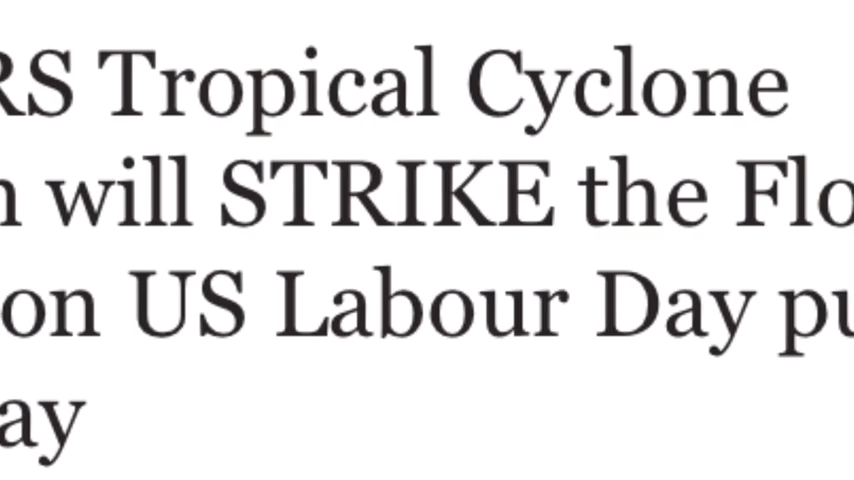 RS Tropical Cyclone
will STRIKE the Flo
on US Labour Day pu
ay